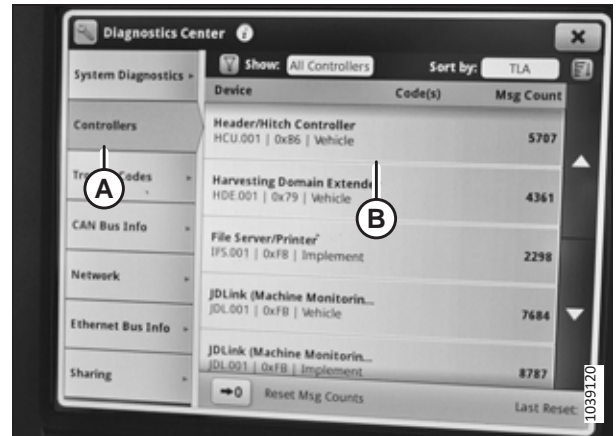 Diagnostics Center
System Diagnostics
Controllers
Codes
CAN Bus Info
Network
Ethernet Bus Info
Sharing
Show: All Controllers Sort by: TLA
Device Code(s) Msg Count
Header/Hitch Controller
HCU.001 | 0x86 | Vehicle 5707
Harvesting Domain Extende
HDE.001 | 0x79 | Vehicle 4361
File Server/Printer
IFS.001 | 0xF8 | Implement 2298
JDLink (Machine Monitorin...
JDL.001 | 0xFB | Vehicle 7684
JDLink (Machine Monitorin...
JDL.001 | 0xFB | Implement 8787
→0 Reset Msg Counts Last Reset:
A
B
1039120